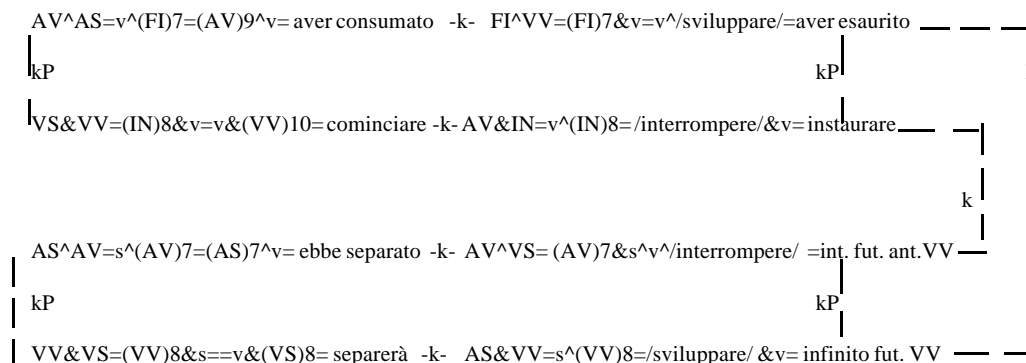 AV^AS=v^(FI)7=(AV)9^v= aver consumato -k- FI^VV=(FI)7&v=v^/sviluppare/=aver esaurito
kP kP
VS&VV=(IN)8&v=v&(VV)10= cominciare -k- AV&IN=v^(IN)8= /interrompere/&v= instaurare
k
AS^AV=s^(AV)7=(AS)7^v= ebbe separato -k- AV^VS= (AV)7&s^v^/interrompere/ =int. fut. ant.VV
kP kP
VV&VS=(VV)8&s==v&(VS)8= separerà -k- AS&VV=s^(VV)8=/sviluppare/ &v= infinito fut. VV